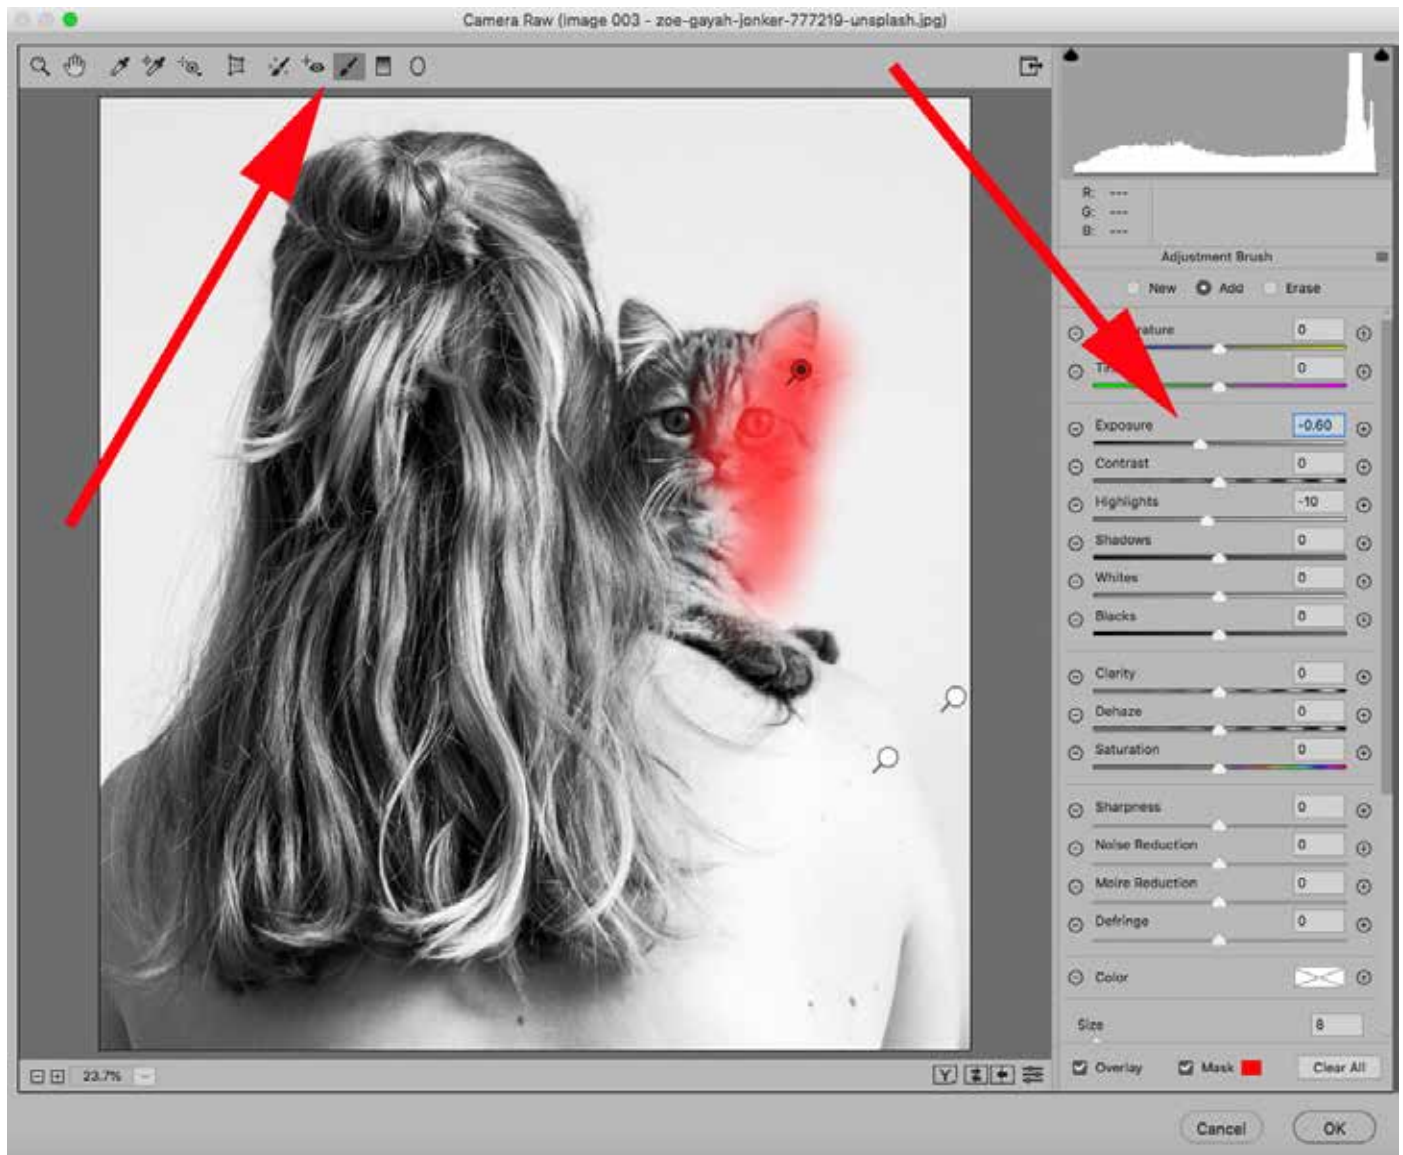 Camera Raw (Image 003 - zoe-gayah-jonker-777219-unsplash.jpg)
R: ---
G: ---
B: ---
Adjustment Brush
New Add Erase
0
0
Exposure -0.60
Contrast 0
Highlights -10
Shadows 0
Whites 0
Blacks 0
Clarity 0
Dehaze 0
Saturation 0
Sharpness 0
Noise Reduction 0
Moire Reduction 0
Defringe 0
Color
Size 8
Overlay Mask Clear All
23.7% Y
Cancel OK